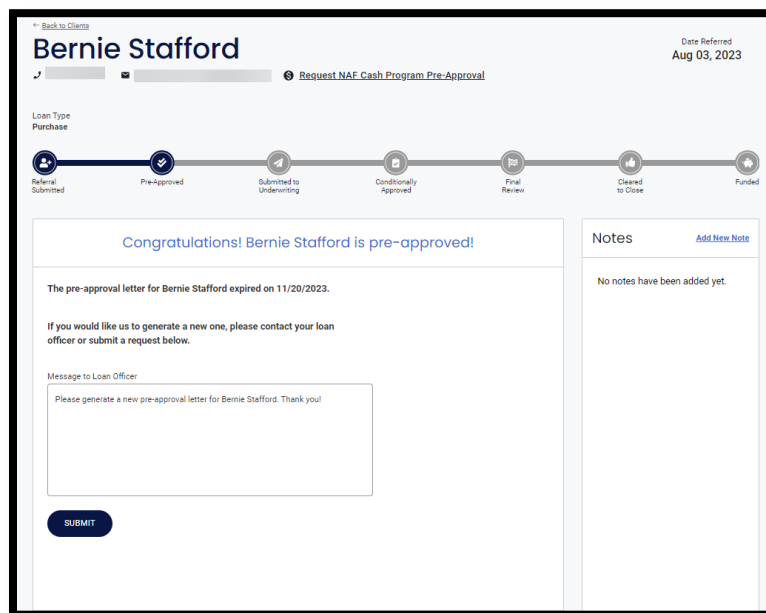 ← Back to Clients
Bernie Stafford
Date Referred
Aug 03, 2023
Request NAF Cash Program Pre-Approval
Loan Type
Purchase
Referral
Submitted
Pre-Approved
Submitted to
Underwriting
Conditionally
Approved
Final
Review
Cleared
to Close
Funded
Congratulations! Bernie Stafford is pre-approved!
The pre-approval letter for Bernie Stafford expired on 11/20/2023.
If you would like us to generate a new one, please contact your loan
officer or submit a request below.
Message to Loan Officer
Please generate a new pre-approval letter for Bernie Stafford. Thank you!
SUBMIT
Notes
Add New Note
No notes have been added yet.